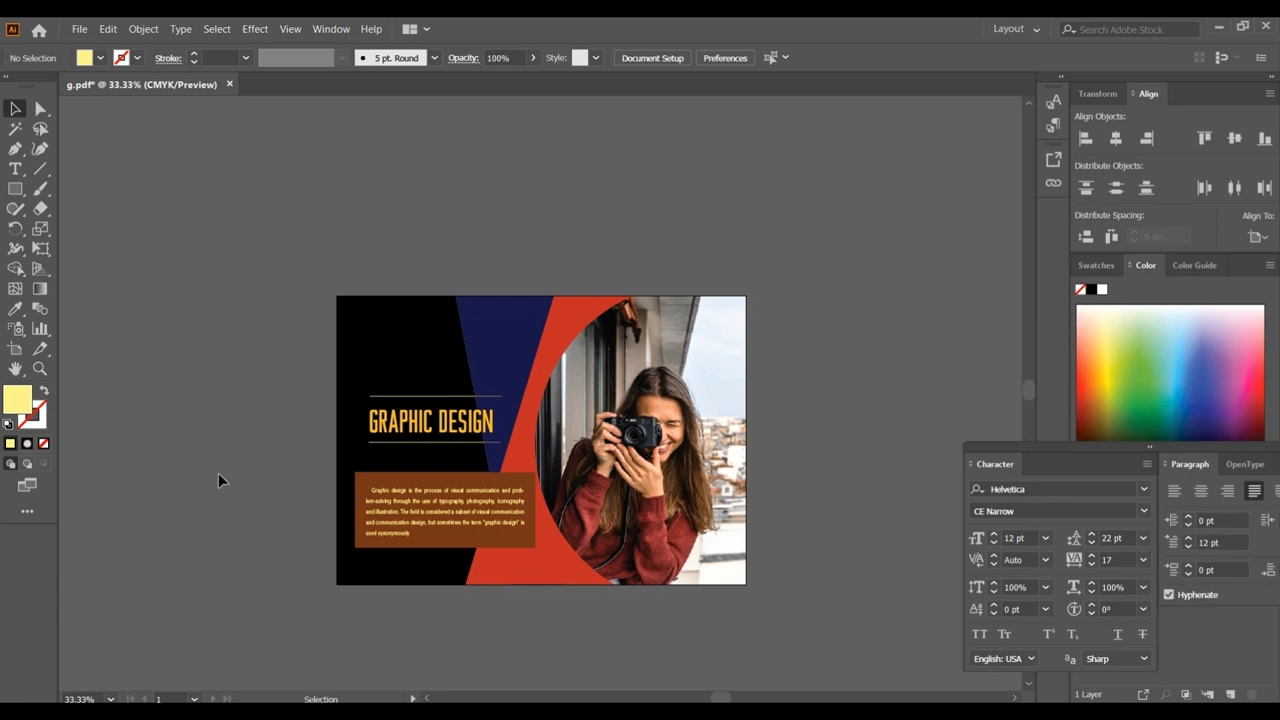 Ai File Edit Object Type Select Effect View Window Help Layout Search Adobe Stock
No Selection Stroke: 5 pt. Round Opacity: 100% Style: Document Setup Preferences
g.pdf* @ 33.33% (CMYK/Preview)
Transform Align
Align Objects:
Distribute Objects:
Distribute Spacing: Align To:
0 cm
Swatches Color Color Guide
GRAPHIC DESIGN
Graphic design is the process of visual communication and prob-
lem-solving through the use of typography, photography, iconography
and illustration. The field is considered a subset of visual communication
and communication design, but sometimes the term "graphic design" is
used synonymously
Character
Helvetica
CE Narrow
12 pt 22 pt
Auto 17
100% 100%
0 pt 0°
English: USA Sharp
Paragraph OpenType
0 pt
12 pt
0 pt
Hyphenate
33.33% 1 Selection
1 Layer